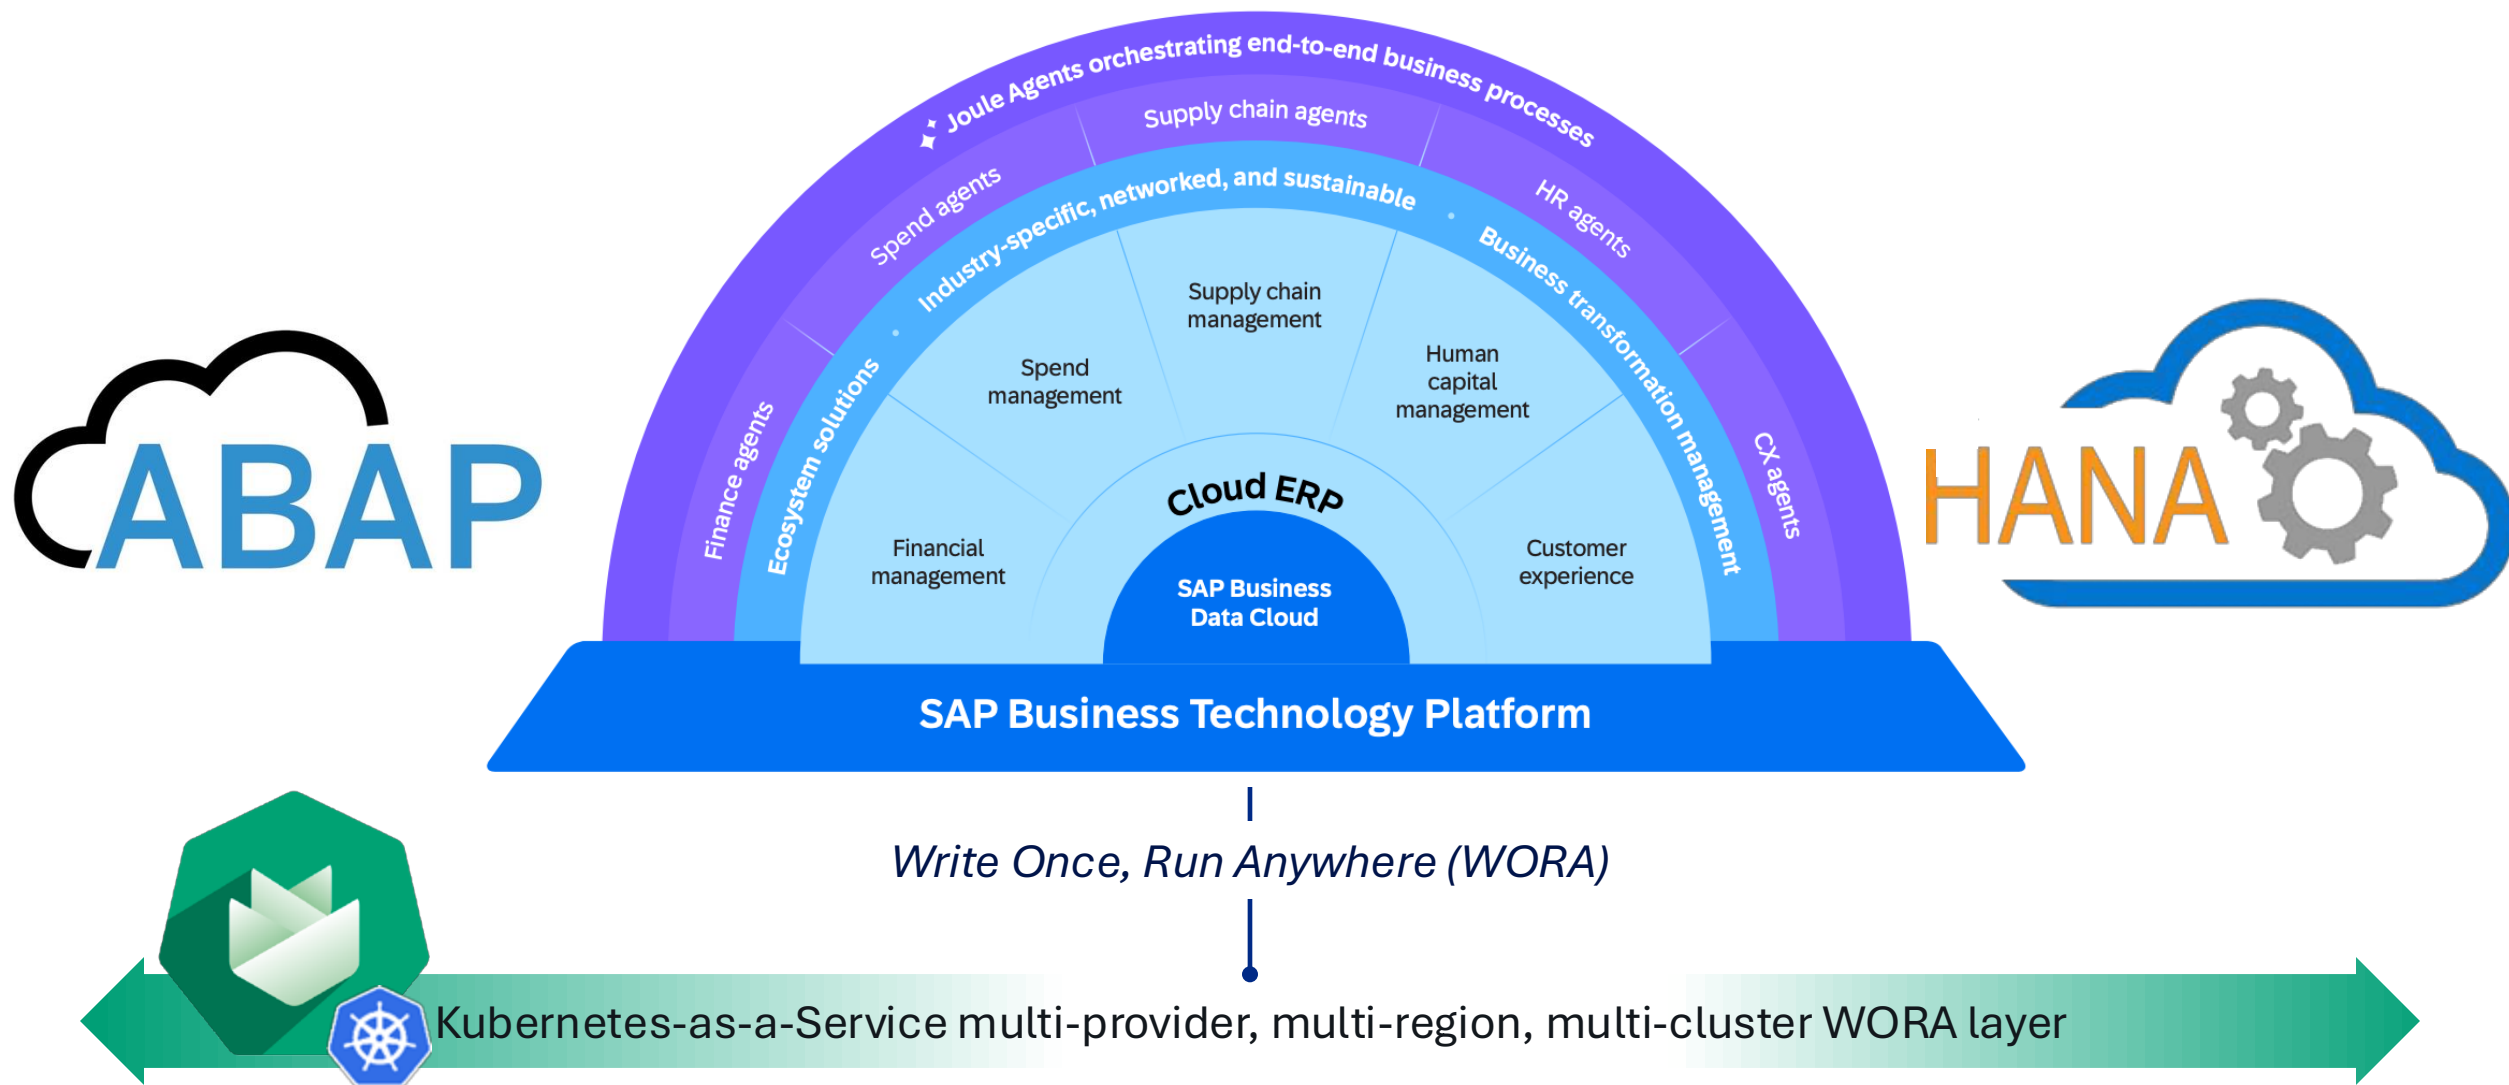 Joule Agents orchestrating end-to-end business processes
Finance agents
Spend agents
Supply chain agents
HR agents
CX agents
Ecosystem solutions • Industry-specific, networked, and sustainable • Business transformation management
Financial
management
Spend
management
Supply chain
management
Human
capital
management
Customer
experience
Cloud ERP
SAP Business
Data Cloud
ABAP
HANA
SAP Business Technology Platform
Write Once, Run Anywhere (WORA)
Kubernetes-as-a-Service multi-provider, multi-region, multi-cluster WORA layer